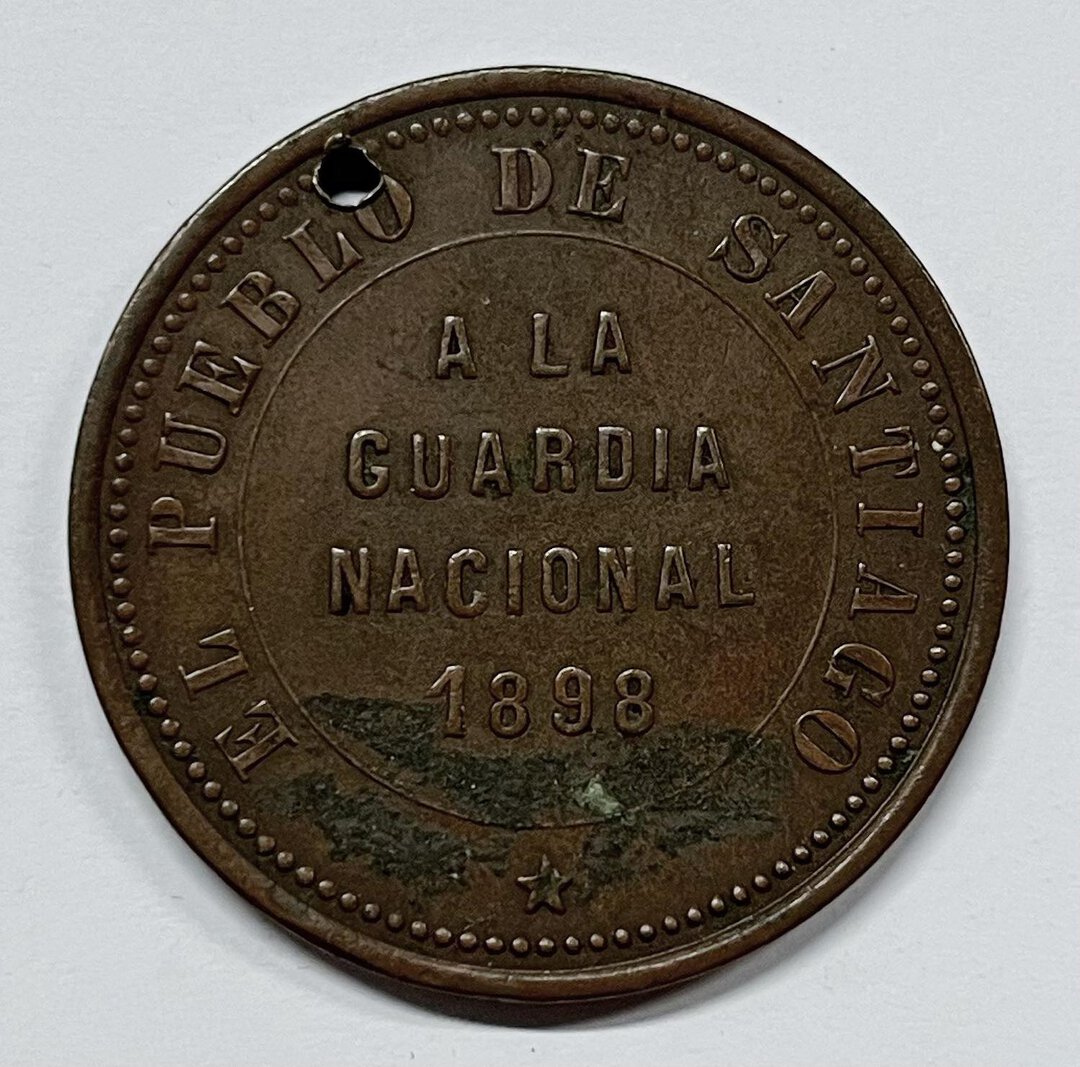 EL PUEBLO DE SANTIAGO
A LA
GUARDIA
NACIONAL
1898